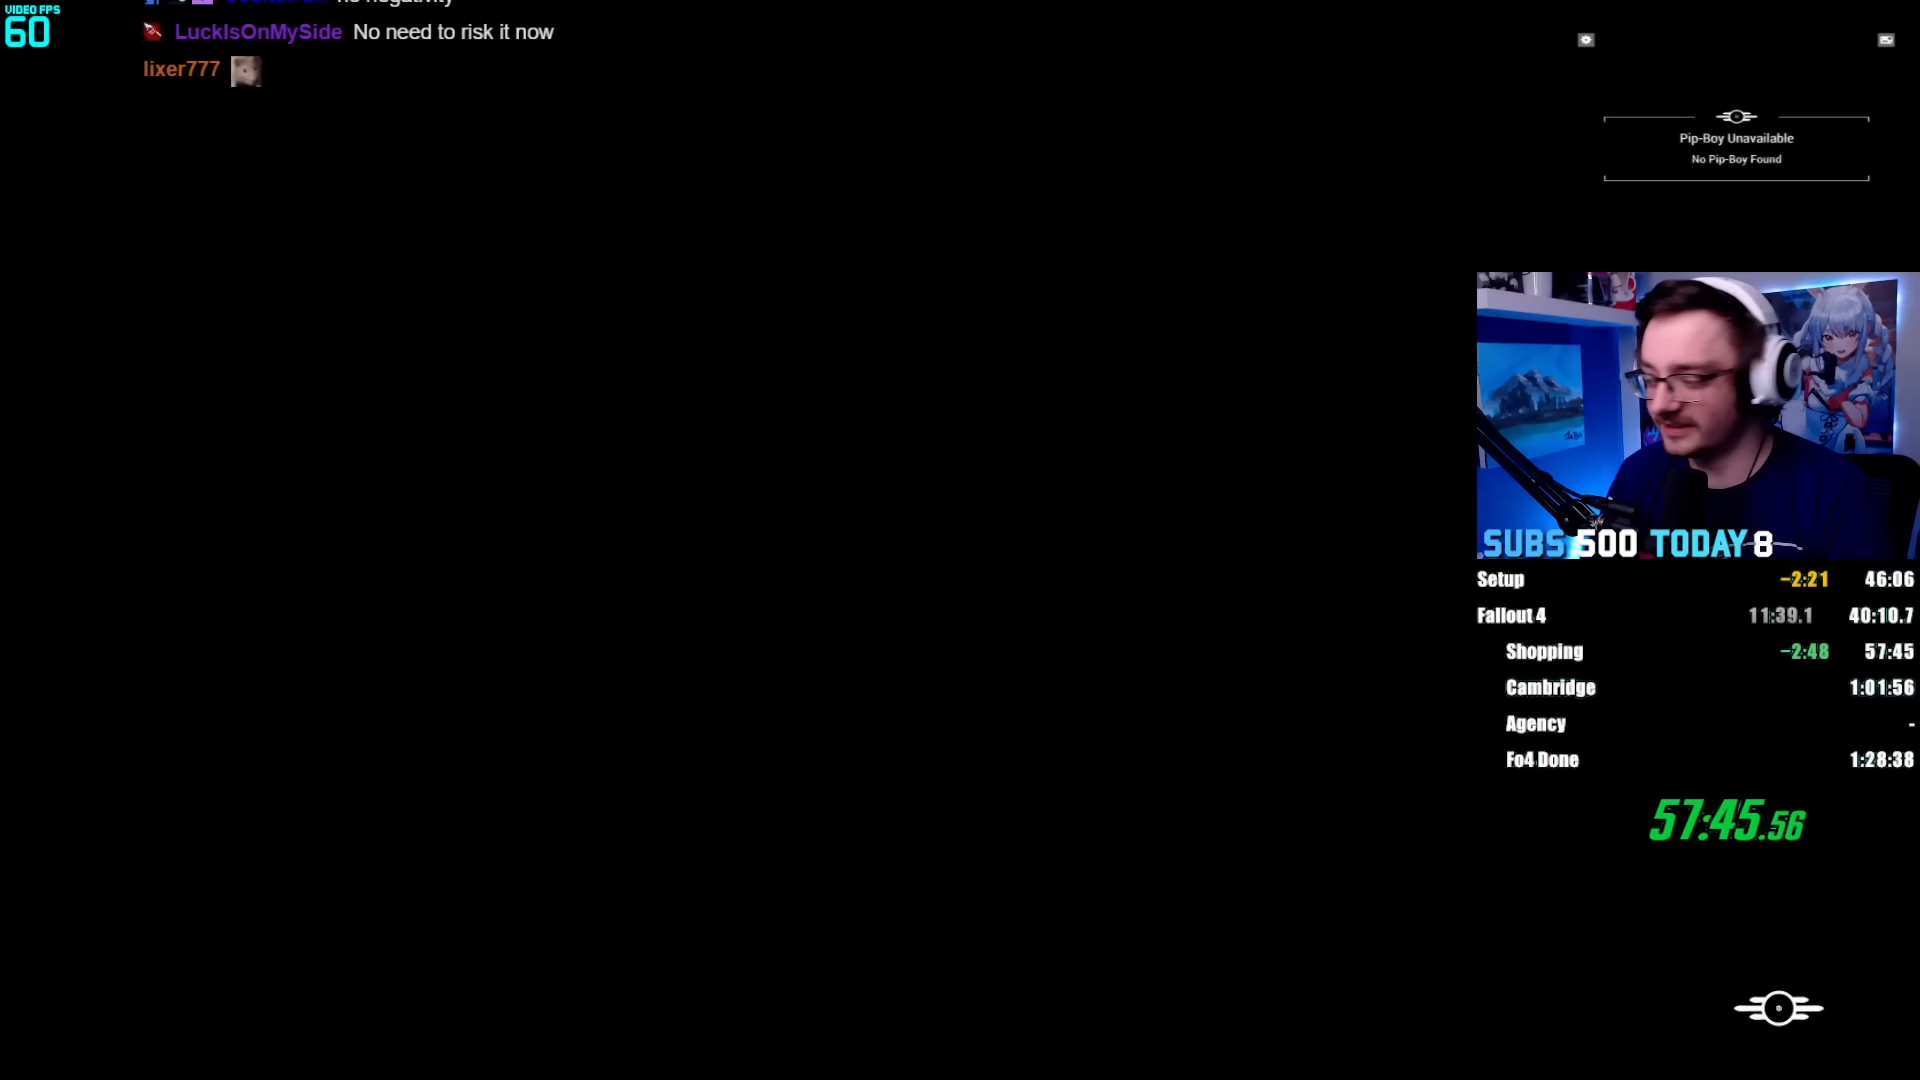 VIDEO FPS
60
no negativity
LuckIsOnMySide No need to risk it now
lixer777
Pip-Boy Unavailable
No Pip-Boy Found
SUBS 500 TODAY 8
Setup -2:21 46:06
Fallout 4 11:39.1 40:10.7
Shopping -2:48 57:45
Cambridge 1:01:56
Agency -
Fo4 Done 1:28:38
57:45.56